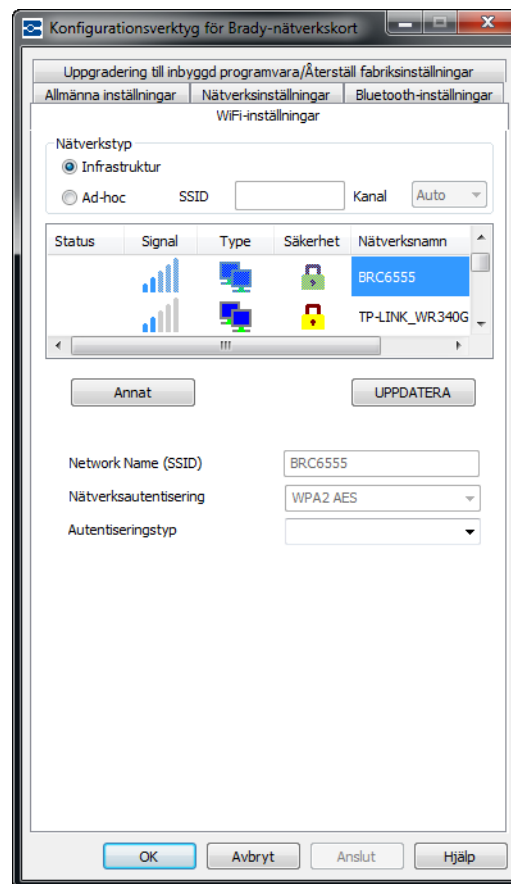 Konfigurationsverktyg för Brady-nätverkskort
Uppgradering till inbyggd programvara/Återställ fabriksinställningar
Allmänna inställningar Nätverksinställningar Bluetooth-inställningar
WiFi-inställningar
Nätverkstyp
Infrastruktur
Ad-hoc SSID Kanal Auto
Status Signal Type Säkerhet Nätverksnamn
BRC6555
TP-LINK_WR340G
Annat UPPDATERA
Network Name (SSID) BRC6555
Nätverksautentisering WPA2 AES
Autentiseringstyp
OK Avbryt Anslut Hjälp